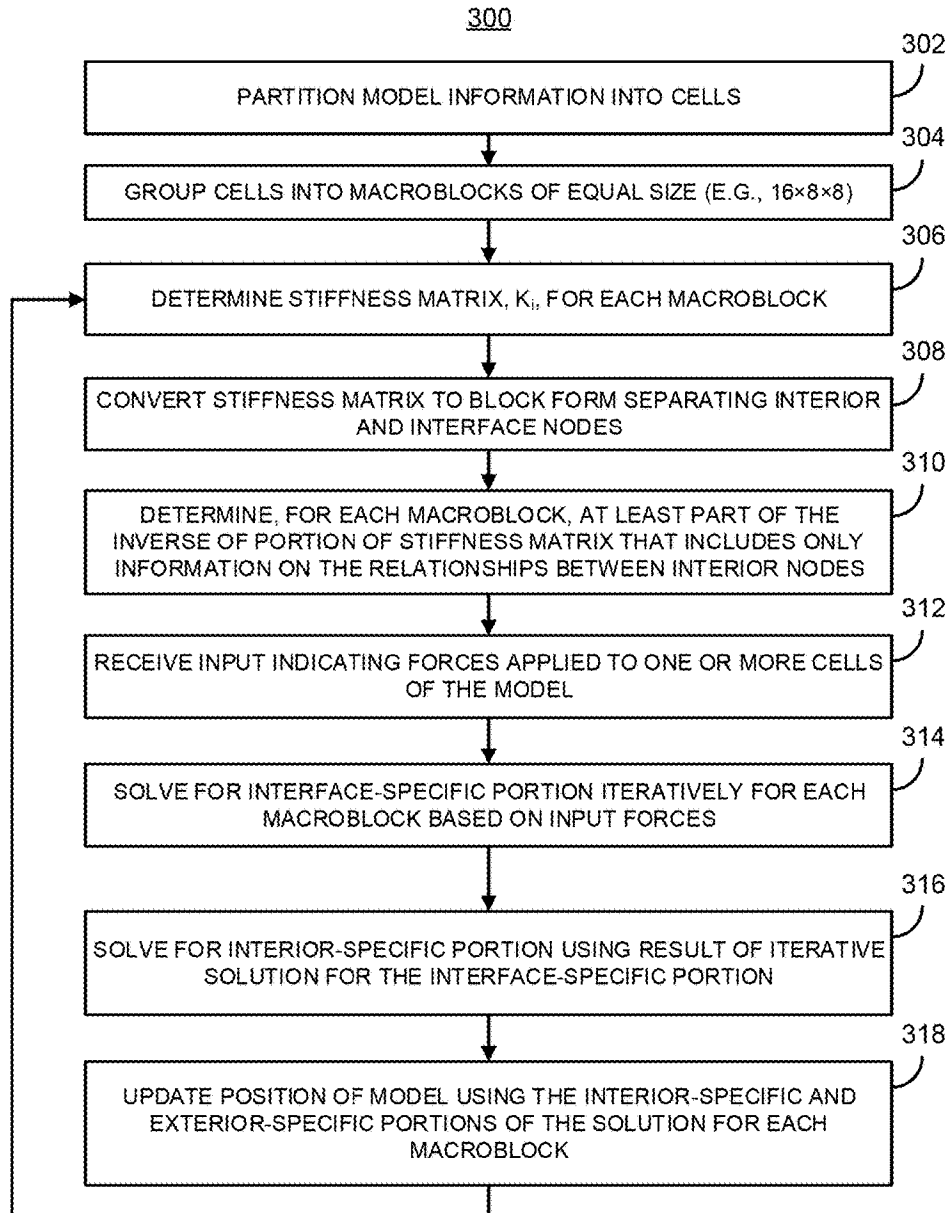 300
302
PARTITION MODEL INFORMATION INTO CELLS
304
GROUP CELLS INTO MACROBLOCKS OF EQUAL SIZE (E.G., 16×8×8)
306
DETERMINE STIFFNESS MATRIX, Ki, FOR EACH MACROBLOCK
308
CONVERT STIFFNESS MATRIX TO BLOCK FORM SEPARATING INTERIOR
AND INTERFACE NODES
310
DETERMINE, FOR EACH MACROBLOCK, AT LEAST PART OF THE
INVERSE OF PORTION OF STIFFNESS MATRIX THAT INCLUDES ONLY
INFORMATION ON THE RELATIONSHIPS BETWEEN INTERIOR NODES
312
RECEIVE INPUT INDICATING FORCES APPLIED TO ONE OR MORE CELLS
OF THE MODEL
314
SOLVE FOR INTERFACE-SPECIFIC PORTION ITERATIVELY FOR EACH
MACROBLOCK BASED ON INPUT FORCES
316
SOLVE FOR INTERIOR-SPECIFIC PORTION USING RESULT OF ITERATIVE
SOLUTION FOR THE INTERFACE-SPECIFIC PORTION
318
UPDATE POSITION OF MODEL USING THE INTERIOR-SPECIFIC AND
EXTERIOR-SPECIFIC PORTIONS OF THE SOLUTION FOR EACH
MACROBLOCK